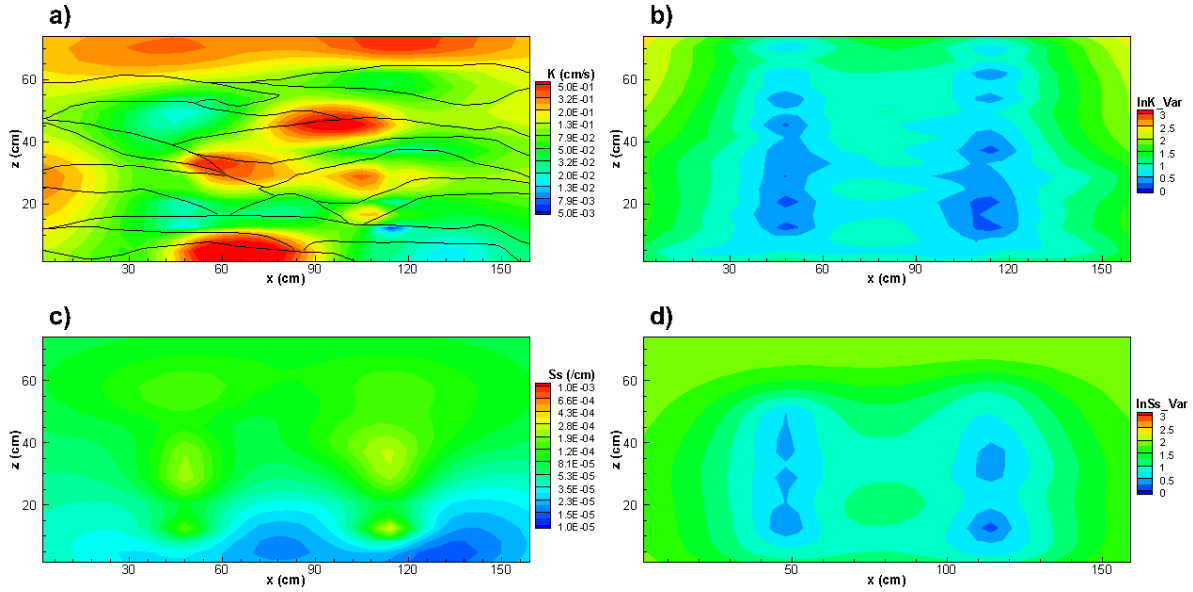 a)
K (cm/s)
5.0E-01
3.2E-01
2.0E-01
1.3E-01
7.9E-02
5.0E-02
3.2E-02
2.0E-02
1.3E-02
7.9E-03
5.0E-03
z (cm)
60
40
20
30
60
90
120
150
x (cm)
b)
lnK_Var
3
2.5
2
1.5
1
0.5
0
z (cm)
60
40
20
30
60
90
120
150
x (cm)
c)
Ss (/cm)
1.0E-03
6.6E-04
4.3E-04
2.8E-04
1.9E-04
1.2E-04
8.1E-05
5.3E-05
3.5E-05
2.3E-05
1.5E-05
1.0E-05
z (cm)
60
40
20
30
60
90
120
150
x (cm)
d)
lnSs_Var
3
2.5
2
1.5
1
0.5
0
z (cm)
60
40
20
50
100
150
x (cm)